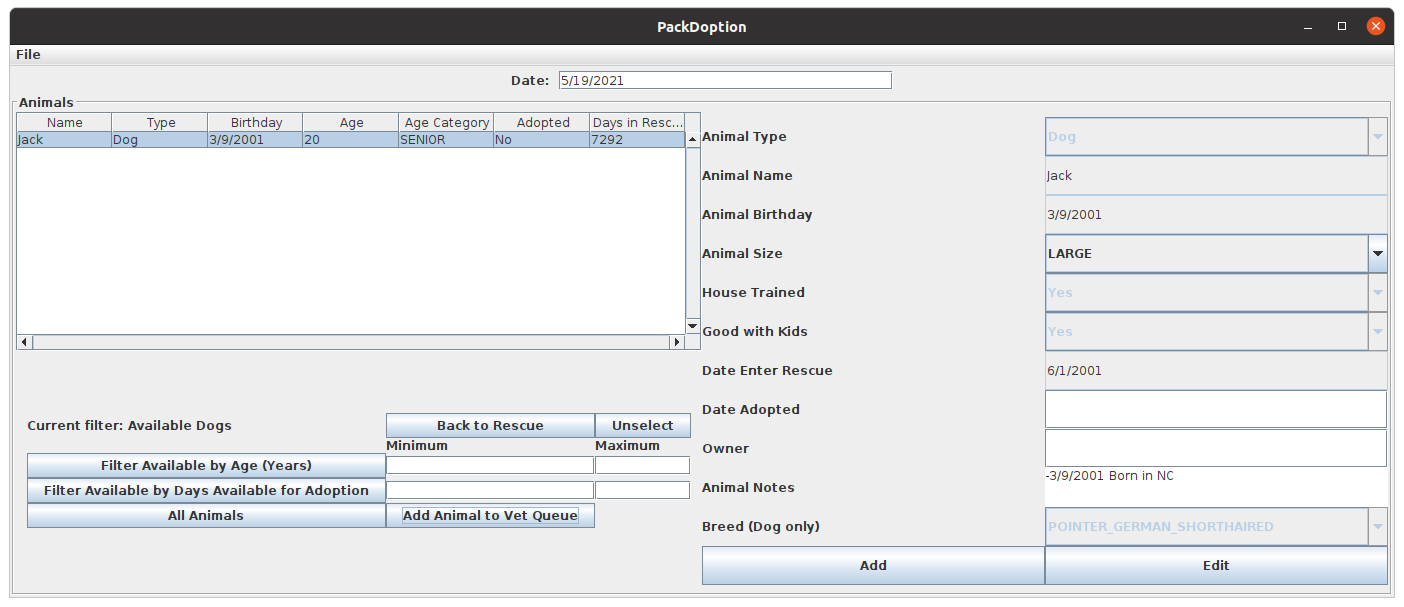 PackDoption
File
Date: 5/19/2021
Animals
Name Type Birthday Age Age Category Adopted Days in Resc...
Jack Dog 3/9/2001 20 SENIOR No 7292
Current filter: Available Dogs Back to Rescue Unselect
Minimum Maximum
Filter Available by Age (Years)
Filter Available by Days Available for Adoption
All Animals Add Animal to Vet Queue
Animal Type Dog
Animal Name Jack
Animal Birthday 3/9/2001
Animal Size LARGE
House Trained Yes
Good with Kids Yes
Date Enter Rescue 6/1/2001
Date Adopted
Owner
Animal Notes -3/9/2001 Born in NC
Breed (Dog only) POINTER_GERMAN_SHORTHAIRED
Add Edit